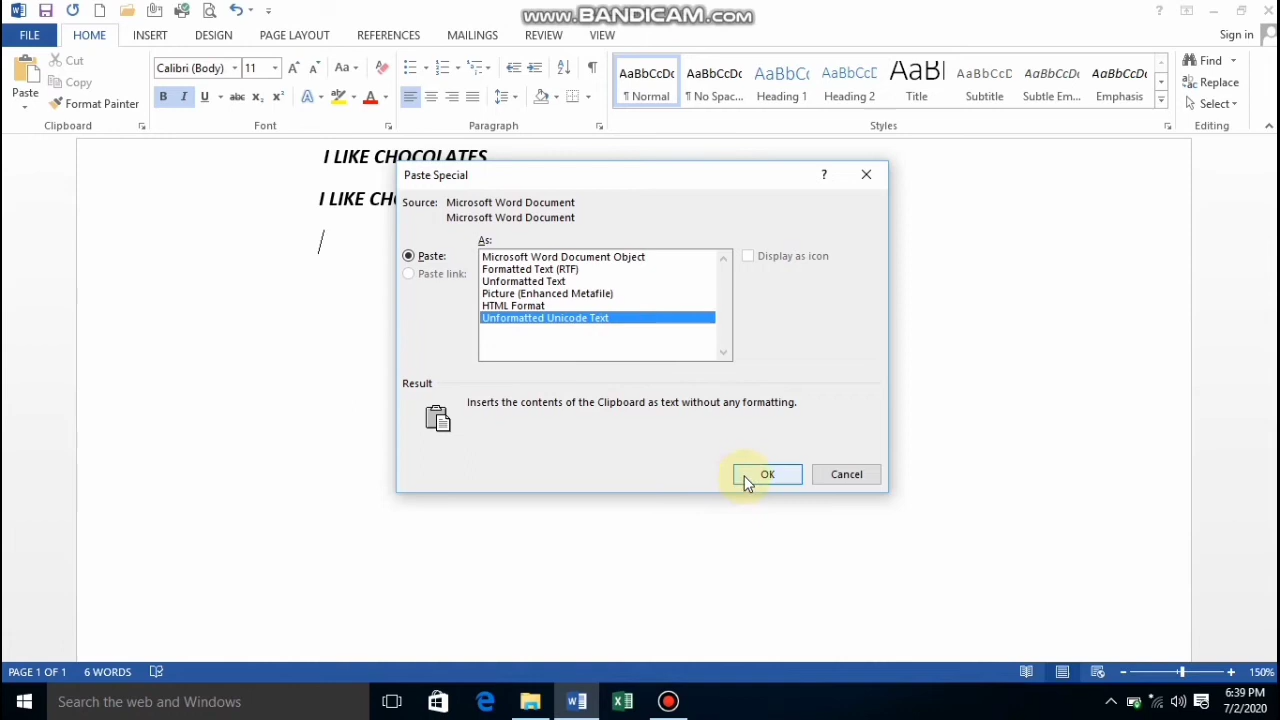 www.BANDICAM.com
FILE HOME INSERT DESIGN PAGE LAYOUT REFERENCES MAILINGS REVIEW VIEW Sign in
Cut
Copy
Format Painter
Paste
Clipboard
Calibri (Body) 11
Font
Paragraph
AaBbCcDc AaBbCcDc AaBbCc AaBbCcC AaBl AaBbCcD AaBbCcDc AaBbCcDc
¶ Normal ¶ No Spac... Heading 1 Heading 2 Title Subtitle Subtle Em... Emphasis
Styles
Find
Replace
Select
Editing
I LIKE CHOCOLATES
I LIKE CHO
Paste Special ?
Source: Microsoft Word Document
Microsoft Word Document
As:
Paste:
Paste link:
Microsoft Word Document Object
Formatted Text (RTF)
Unformatted Text
Picture (Enhanced Metafile)
HTML Format
Unformatted Unicode Text
Display as icon
Result
Inserts the contents of the Clipboard as text without any formatting.
OK Cancel
PAGE 1 OF 1 6 WORDS 150%
Search the web and Windows
6:39 PM
7/2/2020